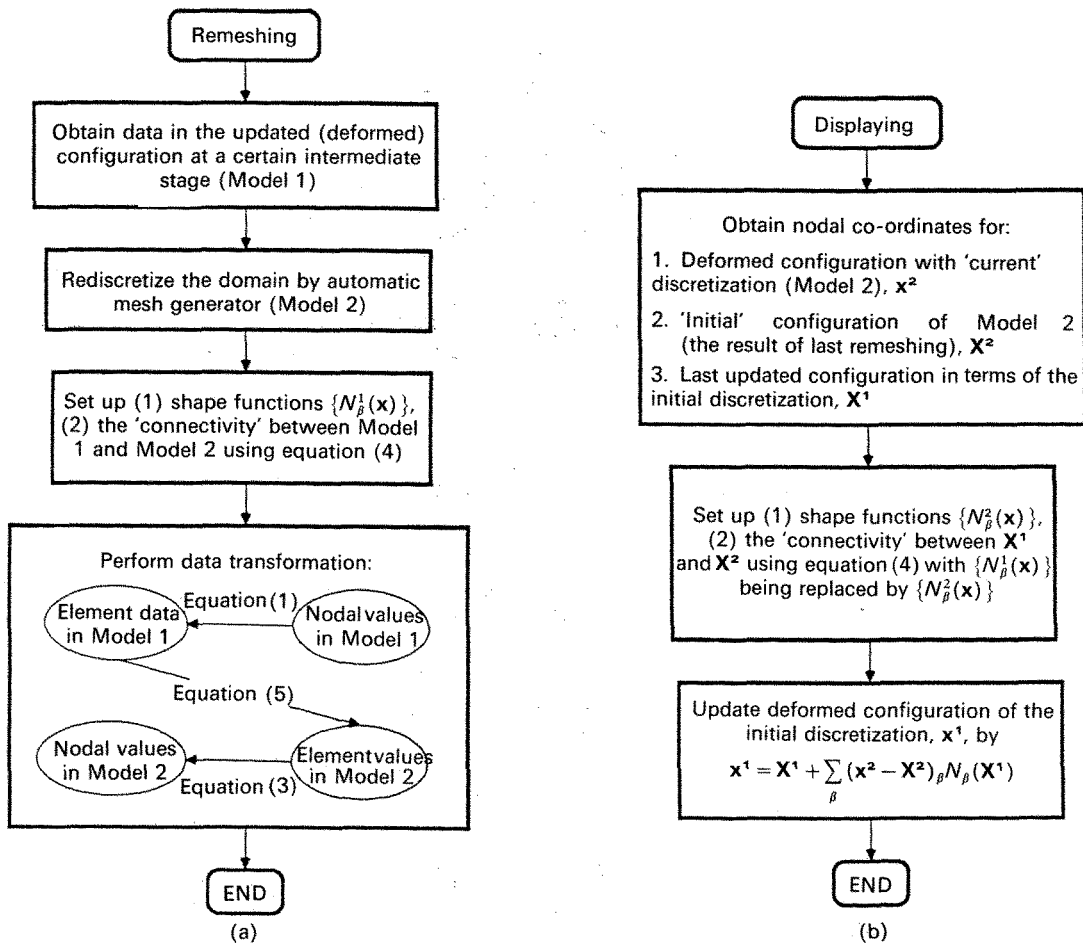 Remeshing
Obtain data in the updated (deformed)
configuration at a certain intermediate
stage (Model 1)
Rediscretize the domain by automatic
mesh generator (Model 2)
Set up (1) shape functions {N¹β(x)},
(2) the 'connectivity' between Model
1 and Model 2 using equation (4)
Perform data transformation:
Equation (1)
Element data
in Model 1
Nodal values
in Model 1
Equation (5)
Nodal values
in Model 2
Element values
in Model 2
Equation (3)
END
(a)
Displaying
Obtain nodal co-ordinates for:
1. Deformed configuration with 'current'
discretization (Model 2), x²
2. 'Initial' configuration of Model 2
(the result of last remeshing), X²
3. Last updated configuration in terms of the
initial discretization, X¹
Set up (1) shape functions {N²β(x)},
(2) the 'connectivity' between X¹
and X² using equation (4) with {N¹β(x)}
being replaced by {N²β(x)}
Update deformed configuration of the
initial discretization, x¹, by
x¹ = X¹ + ∑β (x² − X²)βNβ(X¹)
END
(b)